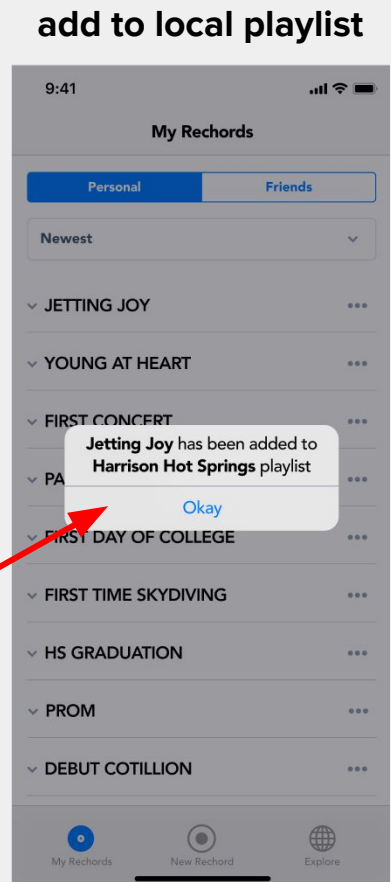 add to local playlist
9:41
My Rechords
Personal Friends
Newest
JETTING JOY
YOUNG AT HEART
FIRST CONCERT
Jetting Joy has been added to
Harrison Hot Springs playlist
PA
Okay
FIRST DAY OF COLLEGE
FIRST TIME SKYDIVING
HS GRADUATION
PROM
DEBUT COTILLION
My Rechords New Rechord Explore